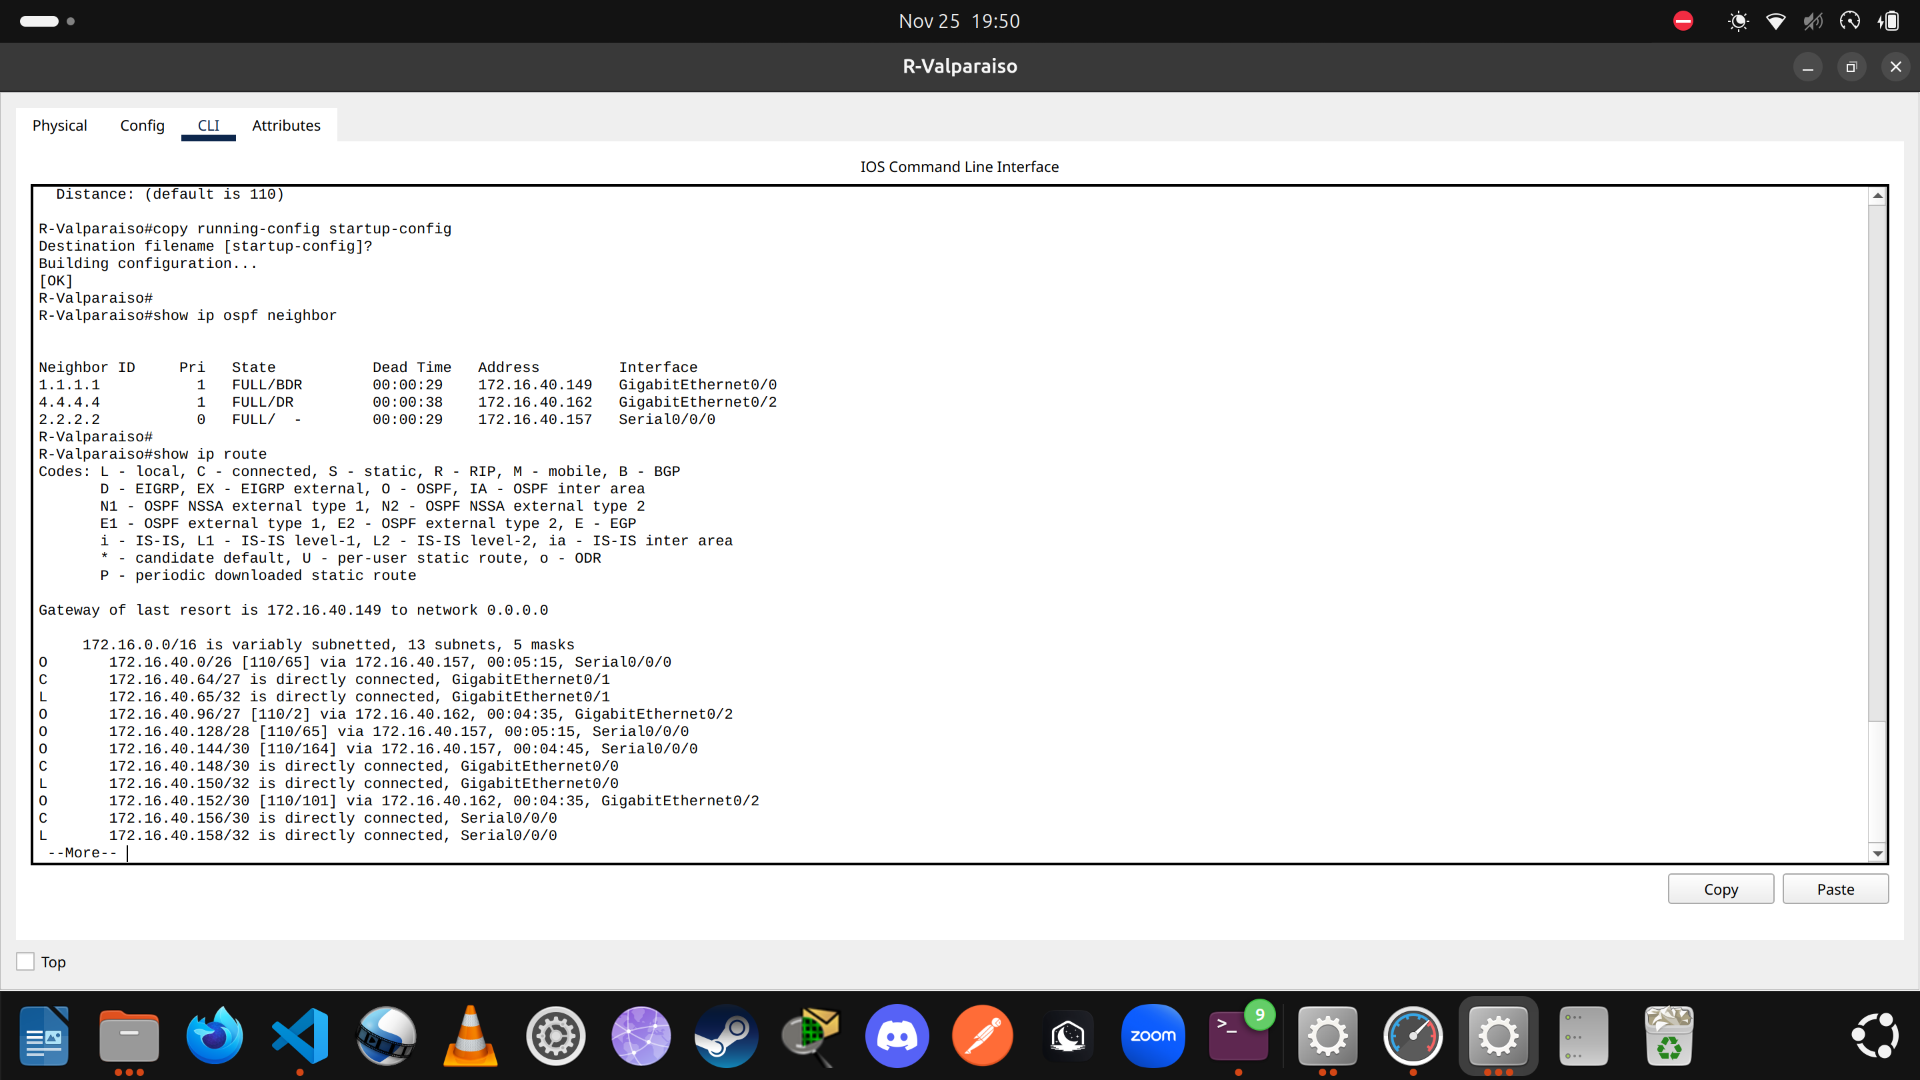 Nov 25 19:50
R-Valparaiso
Physical Config CLI Attributes
IOS Command Line Interface
Distance: (default is 110)
R-Valparaiso#copy running-config startup-config
Destination filename [startup-config]?
Building configuration...
[OK]
R-Valparaiso#
R-Valparaiso#show ip ospf neighbor
Neighbor ID     Pri   State           Dead Time   Address         Interface
1.1.1.1           1   FULL/BDR        00:00:29    172.16.40.149   GigabitEthernet0/0
4.4.4.4           1   FULL/DR         00:00:38    172.16.40.162   GigabitEthernet0/2
2.2.2.2           0   FULL/  -        00:00:29    172.16.40.157   Serial0/0/0
R-Valparaiso#
R-Valparaiso#show ip route
Codes: L - local, C - connected, S - static, R - RIP, M - mobile, B - BGP
       D - EIGRP, EX - EIGRP external, O - OSPF, IA - OSPF inter area
       N1 - OSPF NSSA external type 1, N2 - OSPF NSSA external type 2
       E1 - OSPF external type 1, E2 - OSPF external type 2, E - EGP
       i - IS-IS, L1 - IS-IS level-1, L2 - IS-IS level-2, ia - IS-IS inter area
       * - candidate default, U - per-user static route, o - ODR
       P - periodic downloaded static route
Gateway of last resort is 172.16.40.149 to network 0.0.0.0
     172.16.0.0/16 is variably subnetted, 13 subnets, 5 masks
O       172.16.40.0/26 [110/65] via 172.16.40.157, 00:05:15, Serial0/0/0
C       172.16.40.64/27 is directly connected, GigabitEthernet0/1
L       172.16.40.65/32 is directly connected, GigabitEthernet0/1
O       172.16.40.96/27 [110/2] via 172.16.40.162, 00:04:35, GigabitEthernet0/2
O       172.16.40.128/28 [110/65] via 172.16.40.157, 00:05:15, Serial0/0/0
O       172.16.40.144/30 [110/164] via 172.16.40.157, 00:04:45, Serial0/0/0
C       172.16.40.148/30 is directly connected, GigabitEthernet0/0
L       172.16.40.150/32 is directly connected, GigabitEthernet0/0
O       172.16.40.152/30 [110/101] via 172.16.40.162, 00:04:35, GigabitEthernet0/2
C       172.16.40.156/30 is directly connected, Serial0/0/0
L       172.16.40.158/32 is directly connected, Serial0/0/0
 --More--
Copy Paste
Top
zoom
>_ 9